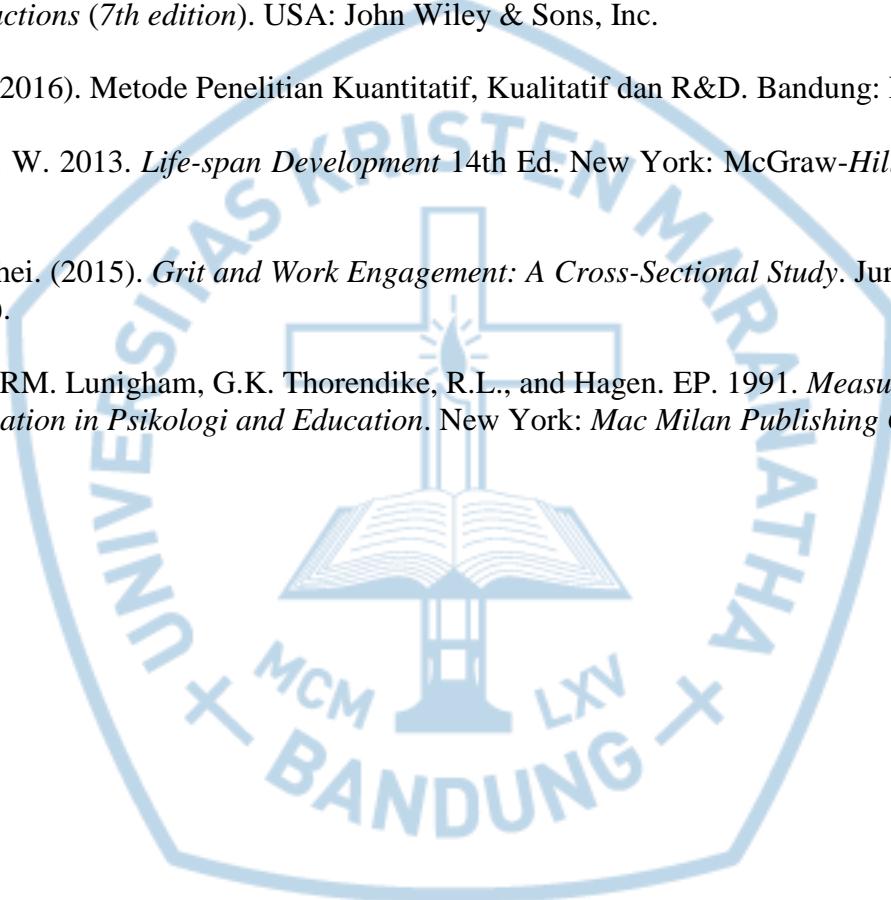 actions (7th edition). USA: John Wiley & Sons, Inc.
2016). Metode Penelitian Kuantitatif, Kualitatif dan R&D. Bandung:
W. 2013. Life-span Development 14th Ed. New York: McGraw-Hill
hei. (2015). Grit and Work Engagement: A Cross-Sectional Study. Jur
).
RM. Lunigham, G.K. Thorendike, R.L., and Hagen. EP. 1991. Measu
ation in Psikologi and Education. New York: Mac Milan Publishing
UNIVERSITAS KRISTEN MARANATHA
MCM LXV
BANDUNG